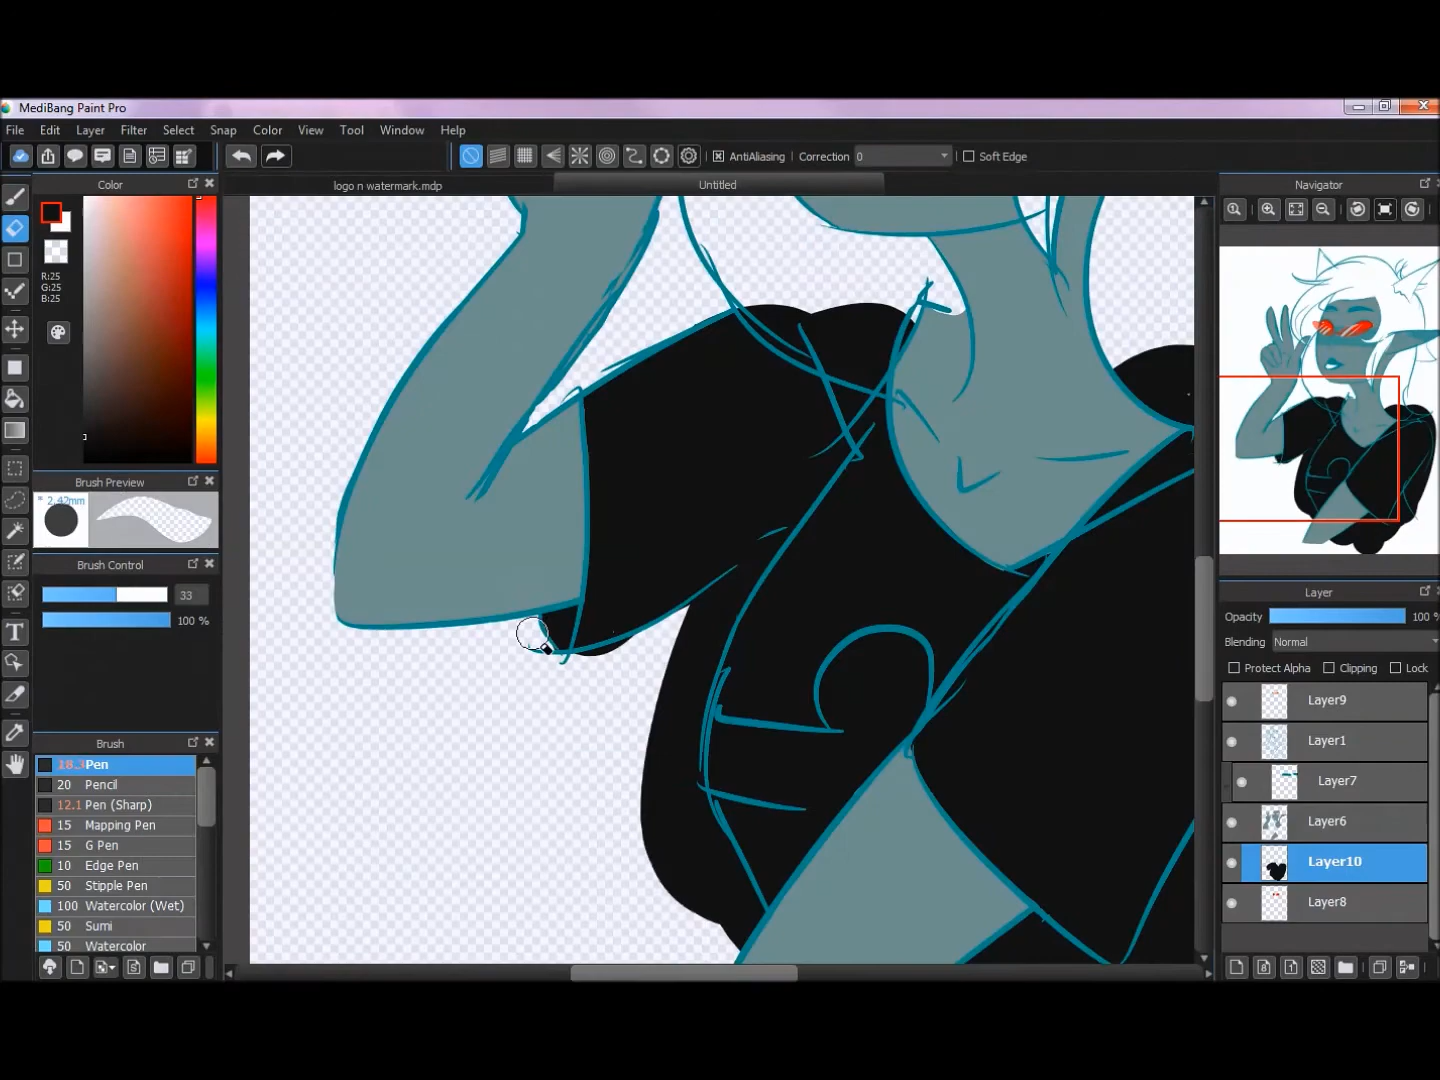 MediBang Paint Pro
File Edit Layer Filter Select Snap Color View Tool Window Help
AntiAliasing Correction 0 Soft Edge
Color
logo n watermark.mdp
Untitled
Navigator
R:25
G:25
B:25
Brush Preview
* 2.42mm
Brush Control
33
100 %
Brush
18.3 Pen
20 Pencil
12.1 Pen (Sharp)
15 Mapping Pen
15 G Pen
10 Edge Pen
50 Stipple Pen
100 Watercolor (Wet)
50 Sumi
50 Watercolor
Layer
Opacity 100 %
Blending Normal
Protect Alpha Clipping Lock
Layer9
Layer1
Layer7
Layer6
Layer10
Layer8